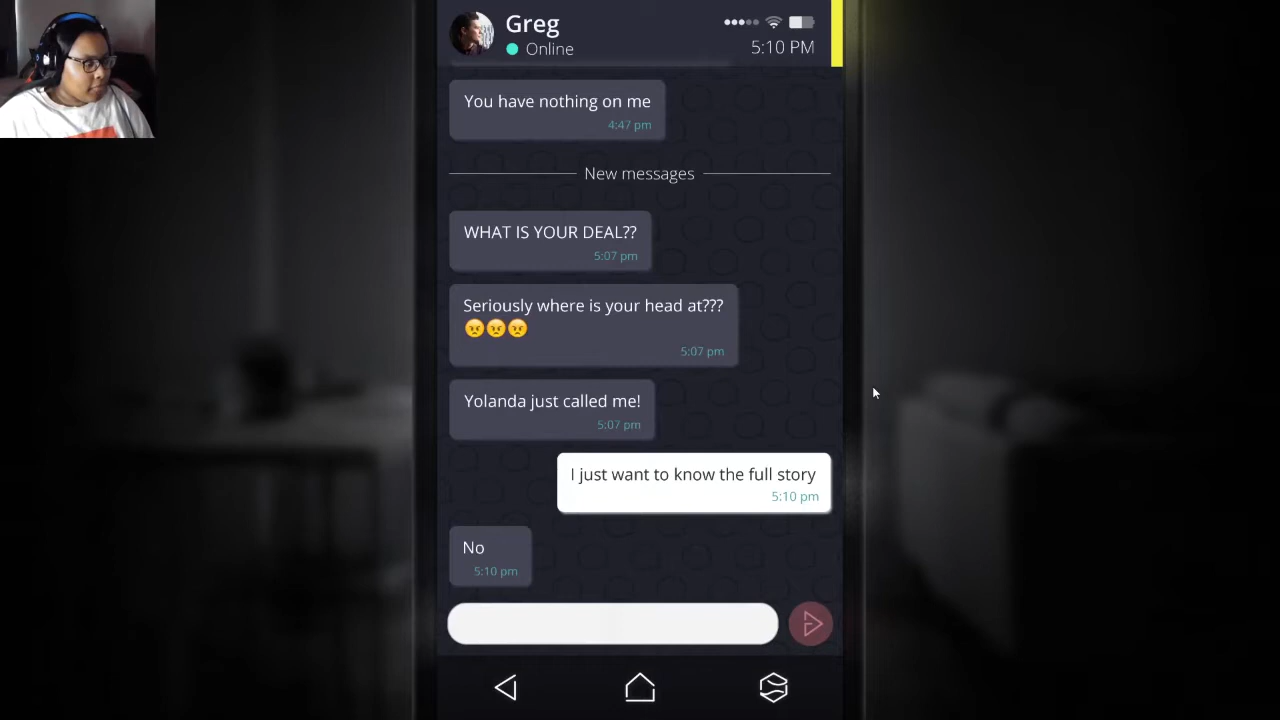 Greg
Online
5:10 PM
You have nothing on me
4:47 pm
New messages
WHAT IS YOUR DEAL??
5:07 pm
Seriously where is your head at???
😠😠😠
5:07 pm
Yolanda just called me!
5:07 pm
I just want to know the full story
5:10 pm
No
5:10 pm